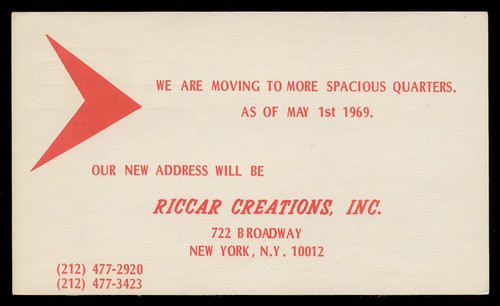 WE ARE MOVING TO MORE SPACIOUS QUARTERS.
AS OF MAY 1st 1969.
OUR NEW ADDRESS WILL BE
RICCAR CREATIONS, INC.
722 BROADWAY
NEW YORK, N.Y. 10012
(212) 477-2920
(212) 477-3423